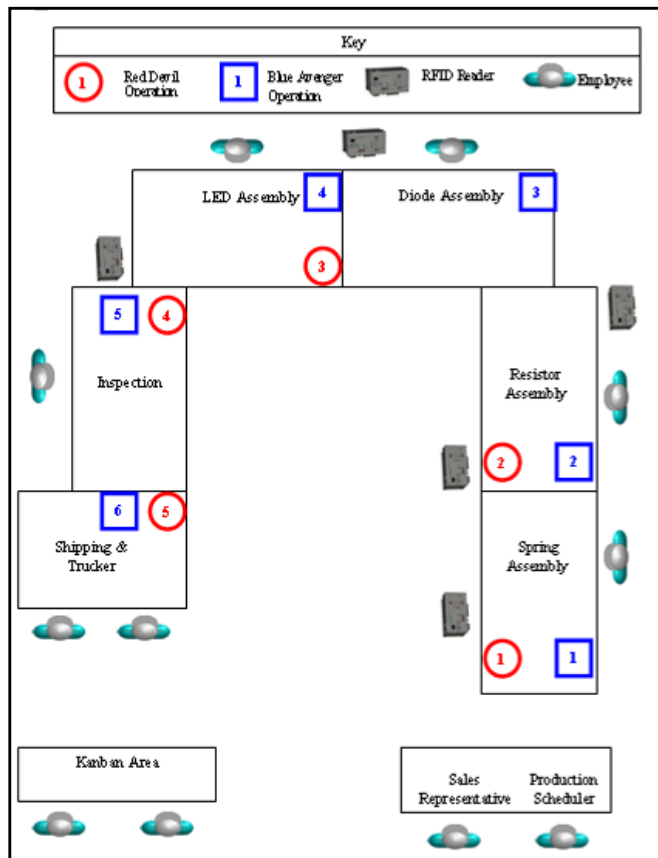 Key
1
Red Devil
Operation
1
Blue Avenger
Operation
RFID Reader
Employee
LED Assembly
4
Diode Assembly
3
3
5
4
Inspection
Resistor
Assembly
2
2
6
5
Shipping &
Trucker
Spring
Assembly
1
1
Kanban Area
Sales
Representative
Production
Scheduler